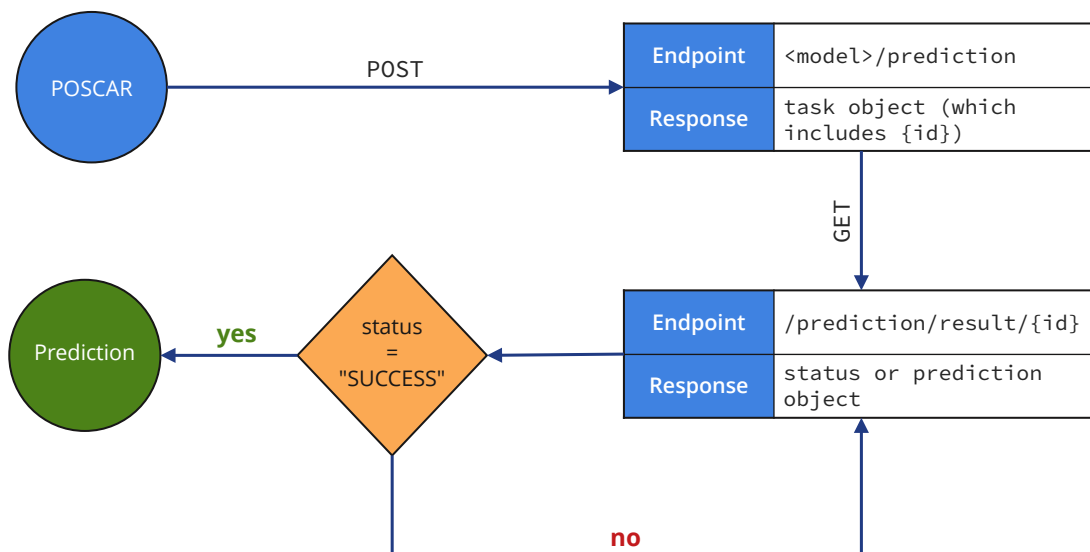 POSCAR
POST
Endpoint
<model>/prediction
Response
task object (which
includes {id})
GET
Endpoint
/prediction/result/{id}
Response
status or prediction
object
status
=
"SUCCESS"
yes
Prediction
no